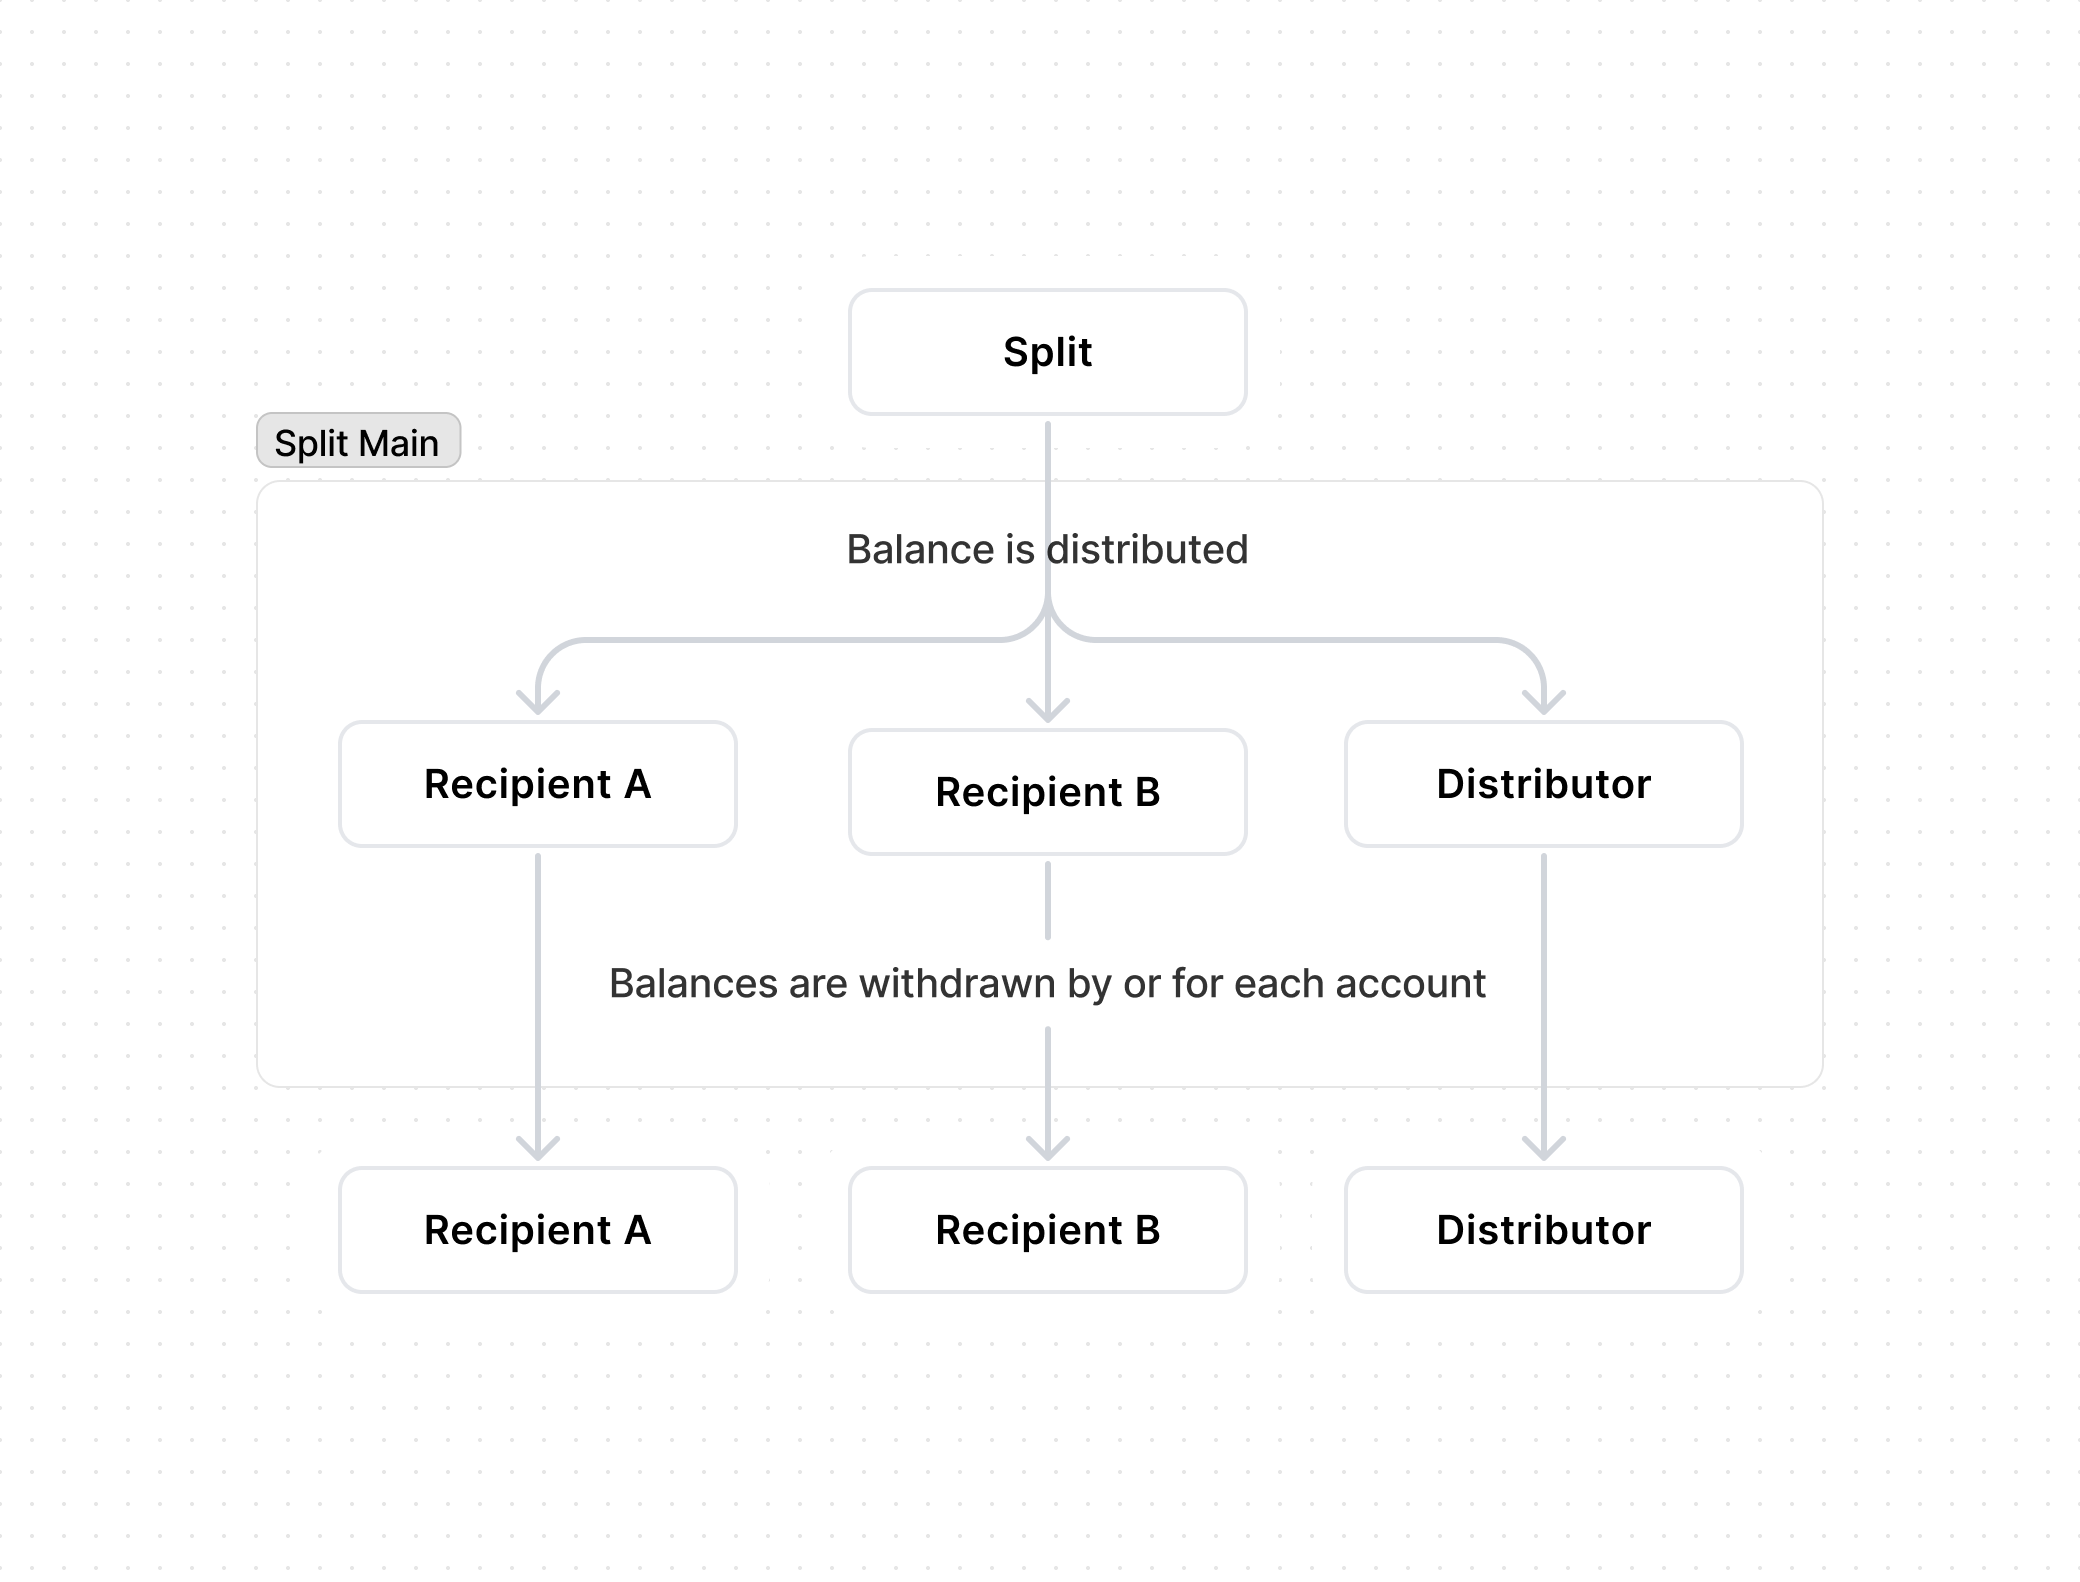 Split
Split Main
Balance is distributed
Recipient A
Recipient B
Distributor
Balances are withdrawn by or for each account
Recipient A
Recipient B
Distributor